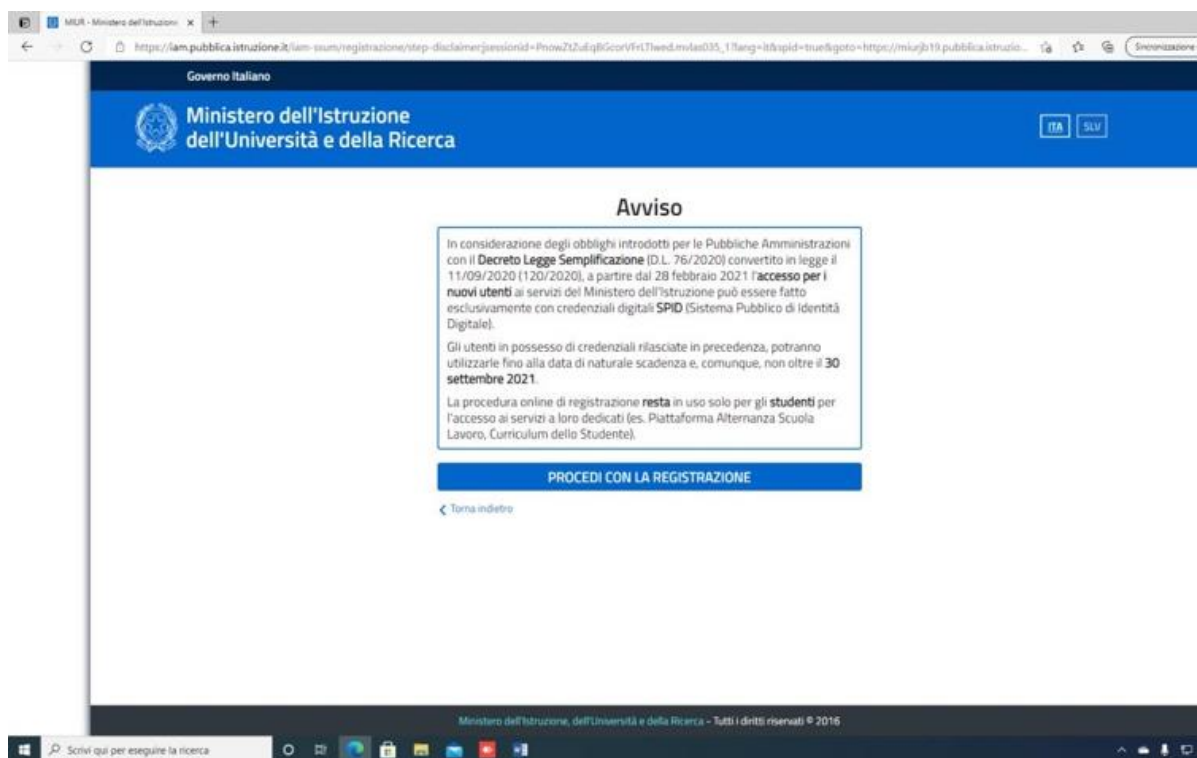 MIUR - Ministero dell'Istruzione
Governo Italiano
Ministero dell'Istruzione
dell'Università e della Ricerca
ITA SLV
Avviso
In considerazione degli obblighi introdotti per le Pubbliche Amministrazioni
con il Decreto Legge Semplificazione (D.L. 76/2020) convertito in legge il
11/09/2020 (120/2020), a partire dal 28 febbraio 2021 l'accesso per i
nuovi utenti ai servizi del Ministero dell'Istruzione può essere fatto
esclusivamente con credenziali digitali SPID (Sistema Pubblico di Identità
Digitale).
Gli utenti in possesso di credenziali rilasciate in precedenza, potranno
utilizzarle fino alla data di naturale scadenza e, comunque, non oltre il 30
settembre 2021.
La procedura online di registrazione resta in uso solo per gli studenti per
l'accesso ai servizi a loro dedicati (es. Piattaforma Alternanza Scuola
Lavoro, Curriculum dello Studente).
PROCEDI CON LA REGISTRAZIONE
Torna indietro
Ministero dell'Istruzione, dell'Università e della Ricerca - Tutti i diritti riservati © 2016
Scrivi qui per eseguire la ricerca